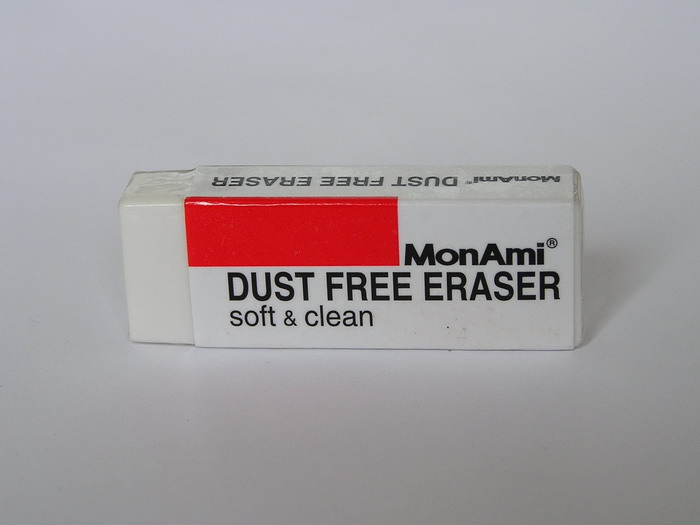 MonAmi® DUST FREE ERASER
MonAmi®
DUST FREE ERASER
soft & clean